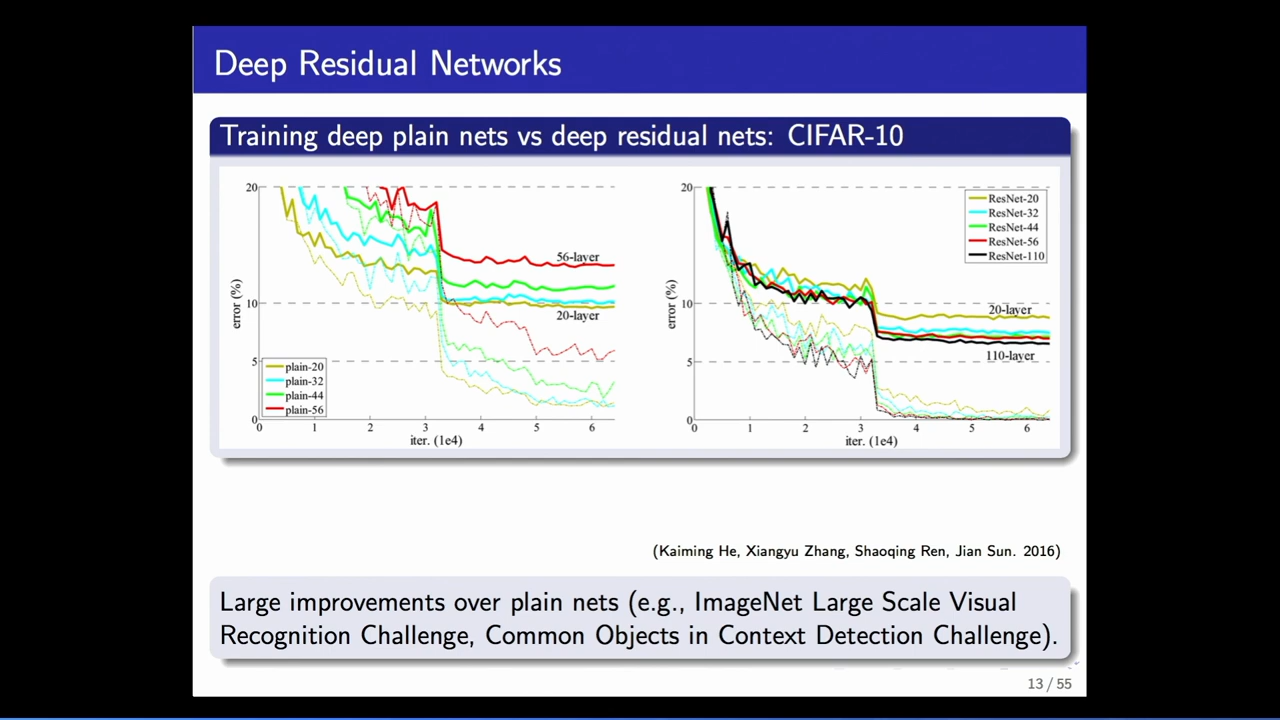 Deep Residual Networks
Training deep plain nets vs deep residual nets: CIFAR-10
20
10
5
0
error (%)
56-layer
20-layer
plain-20
plain-32
plain-44
plain-56
0 1 2 3 4 5 6
iter. (1e4)
20
10
5
0
error (%)
ResNet-20
ResNet-32
ResNet-44
ResNet-56
ResNet-110
20-layer
110-layer
0 1 2 3 4 5 6
iter. (1e4)
(Kaiming He, Xiangyu Zhang, Shaoqing Ren, Jian Sun. 2016)
Large improvements over plain nets (e.g., ImageNet Large Scale Visual
Recognition Challenge, Common Objects in Context Detection Challenge).
13 / 55